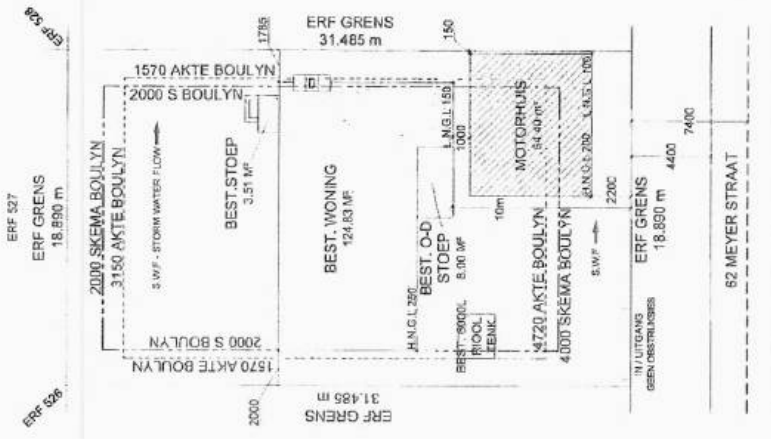 ERF 528
ERF GRENS
31.485 m
1785
150
1570 AKTE BOULYN
2000 S BOULYN
ERF 527
ERF GRENS
18.890 m
2000 SKEMA BOULYN
3150 AKTE BOULYN
S.W.F - STORM WATER FLOW
BEST.STOEP
3.51 M²
BEST. WONING
124.83 M²
L.N.G.L 150
1000
MOTORHUIS
64.40 m²
H.N.G.L 200
L.N.G.L 100
BEST. O-D
STOEP
8.00 M²
10m
2200
H.N.G.L 250
BEST. 6000L
RIOOL
TENK
4720 AKTE BOULYN
4000 SKEMA BOULYN
S.W.F
ERF GRENS
18.890 m
4400
7400
62 MEYER STRAAT
IN / UITGANG
GEEN OBSTRUKSIES
2000 S BOULYN
1570 AKTE BOULYN
ERF 526
2000
ERF GRENS
31.485 m